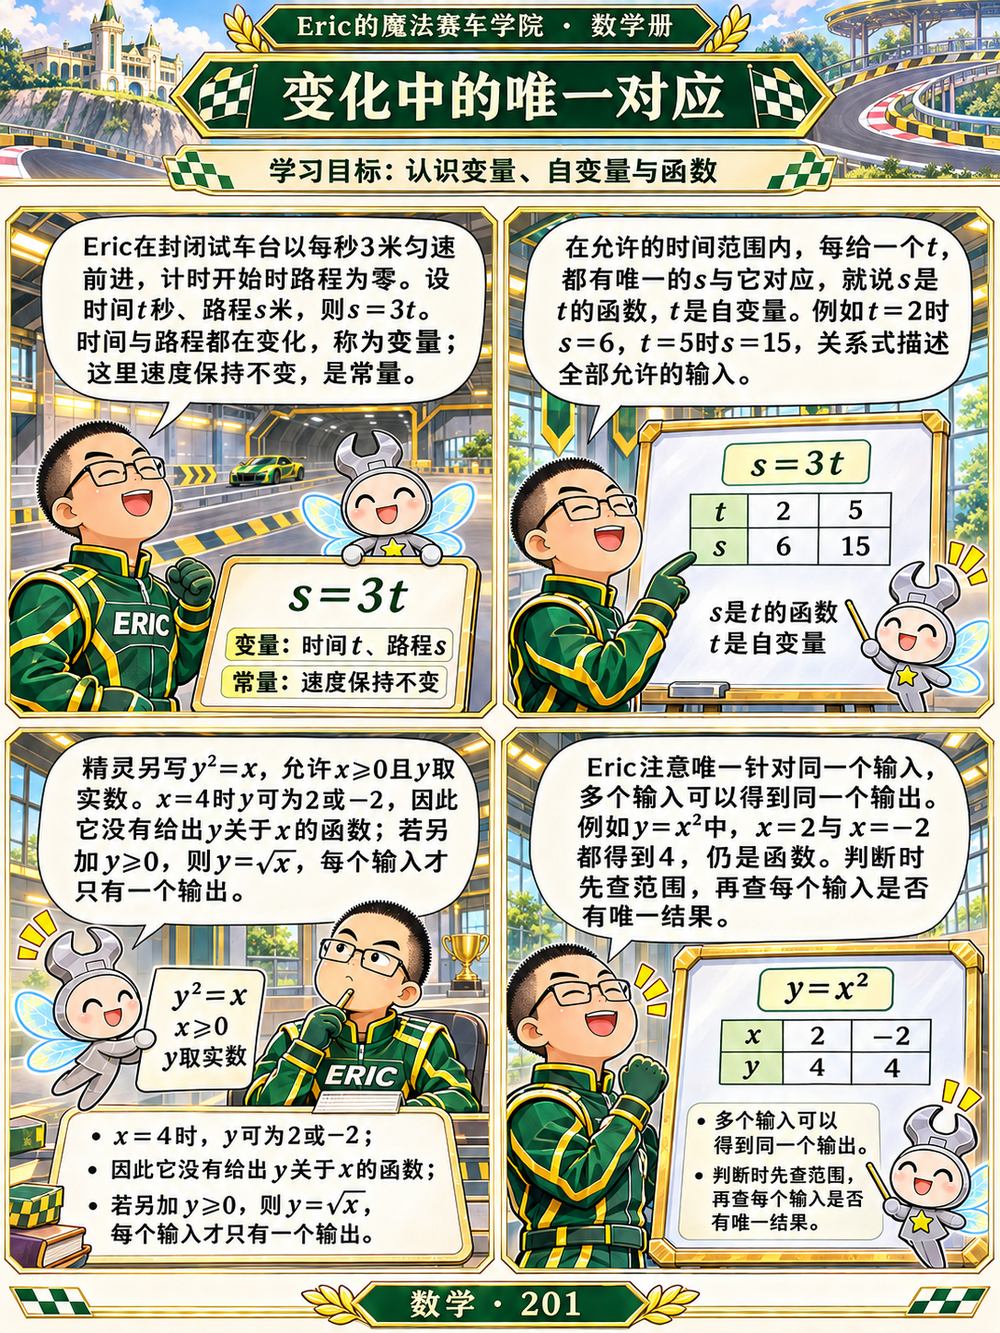 Eric的魔法赛车学院 · 数学册
变化中的唯一对应
学习目标：认识变量、自变量与函数
Eric在封闭试车台以每秒3米匀速
前进，计时开始时路程为零。设
时间t秒、路程s米，则s=3t。
时间与路程都在变化，称为变量；
这里速度保持不变，是常量。
ERIC
s=3t
变量：时间t、路程s
常量：速度保持不变
在允许的时间范围内，每给一个t，
都有唯一的s与它对应，就说s是
t的函数，t是自变量。例如t=2时
s=6，t=5时s=15，关系式描述
全部允许的输入。
s=3t
t 2 5
s 6 15
s是t的函数
t是自变量
精灵另写y²=x，允许x≥0且y取
实数。x=4时y可为2或−2，因此
它没有给出y关于x的函数；若另
加y≥0，则y=√x，每个输入才
只有一个输出。
y²=x
x≥0
y取实数
ERIC
• x=4时，y可为2或−2；
• 因此它没有给出y关于x的函数；
• 若另加y≥0，则y=√x，
每个输入才只有一个输出。
Eric注意唯一针对同一个输入，
多个输入可以得到同一个输出。
例如y=x²中，x=2与x=−2
都得到4，仍是函数。判断时
先查范围，再查每个输入是否
有唯一结果。
y=x²
x 2 −2
y 4 4
• 多个输入可以
得到同一个输出。
• 判断时先查范围，
再查每个输入是否
有唯一结果。
数学 · 201